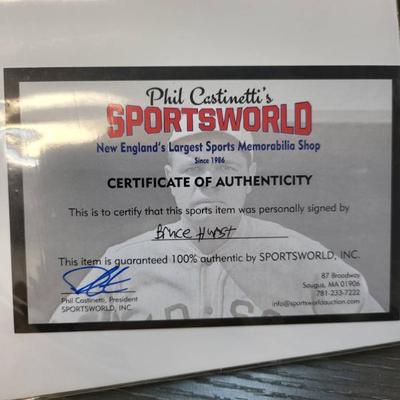 Phil Castinetti's
SPORTSWORLD
New England's Largest Sports Memorabilia Shop
Since 1986
CERTIFICATE OF AUTHENTICITY
This is to certify that this sports item was personally signed by
Bruce Hurst
This item is guaranteed 100% authentic by SPORTSWORLD, INC.
Phil Castinetti, President
SPORTSWORLD, INC.
87 Broadway
Saugus, MA 01906
781-233-7222
info@sportsworldauction.com